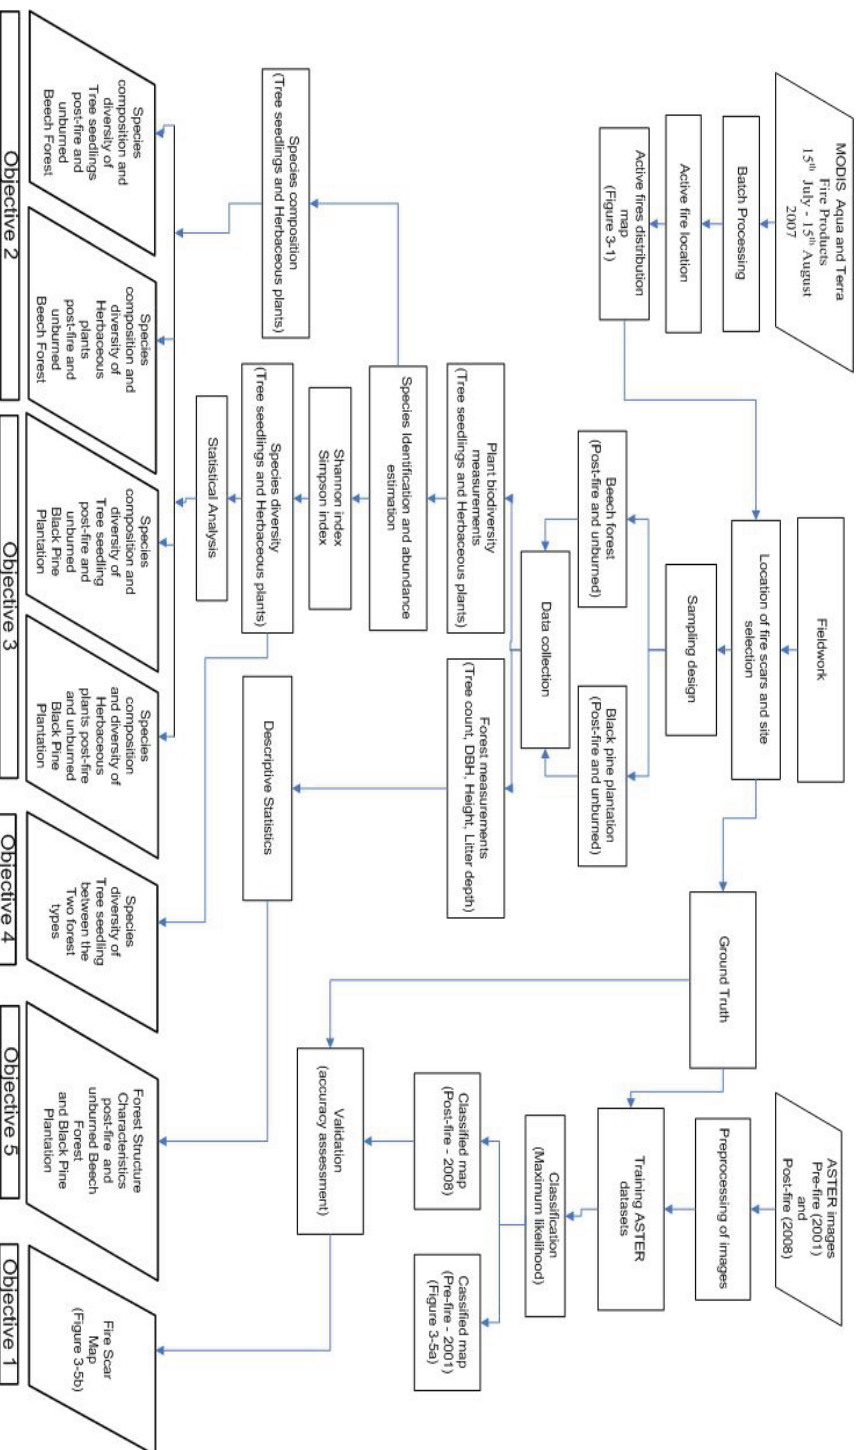 MODIS Aqua and Terra
Fire Products
15th July - 15th August
2007
Batch Processing
Active fire location
Active fires distribution
map
(Figure 3-1)
Fieldwork
Location of fire scars and site
selection
Sampling design
Beech forest
(Post-fire and unburned)
Black pine plantation
(Post-fire and unburned)
Data collection
Plant biodiversity
measurements
(Tree seedlings and Herbaceous plants)
Forest measurements
(Tree count, DBH, Height, Litter depth)
Species Identification and abundance
estimation
Species composition
(Tree seedlings and Herbaceous plants)
Shannon index
Simpson index
Species diversity
(Tree seedlings and Herbaceous plants)
Statistical Analysis
Descriptive Statistics
Ground Truth
ASTER images
Pre-fire (2001)
and
Post-fire (2008)
Preprocessing of images
Training ASTER
datasets
Classification
(Maximum likelihood)
Classified map
(Post-fire - 2008)
Cassified map
(Pre-fire - 2001)
(Figure 3-5a)
Validation
(accuracy assessment)
Species
composition and
diversity of
Tree seedlings
post-fire and
unburned
Beech Forest
Species
composition and
diversity of
Herbaceous
plants
post-fire and
unburned
Beech Forest
Species
composition and
diversity of
Tree seedling
post-fire and
unburned
Black Pine
Plantation
Species
composition
and diversity of
Herbaceous
plants post-fire
and unburned
Black Pine
Plantation
Species
diversity of
Tree seedling
between the
Two forest
types
Forest Structure
Characteristics
post-fire and
unburned Beech
Forest
and Black Pine
Plantation
Fire Scar
Map
(Figure 3-5b)
Objective 2
Objective 3
Objective 4
Objective 5
Objective 1